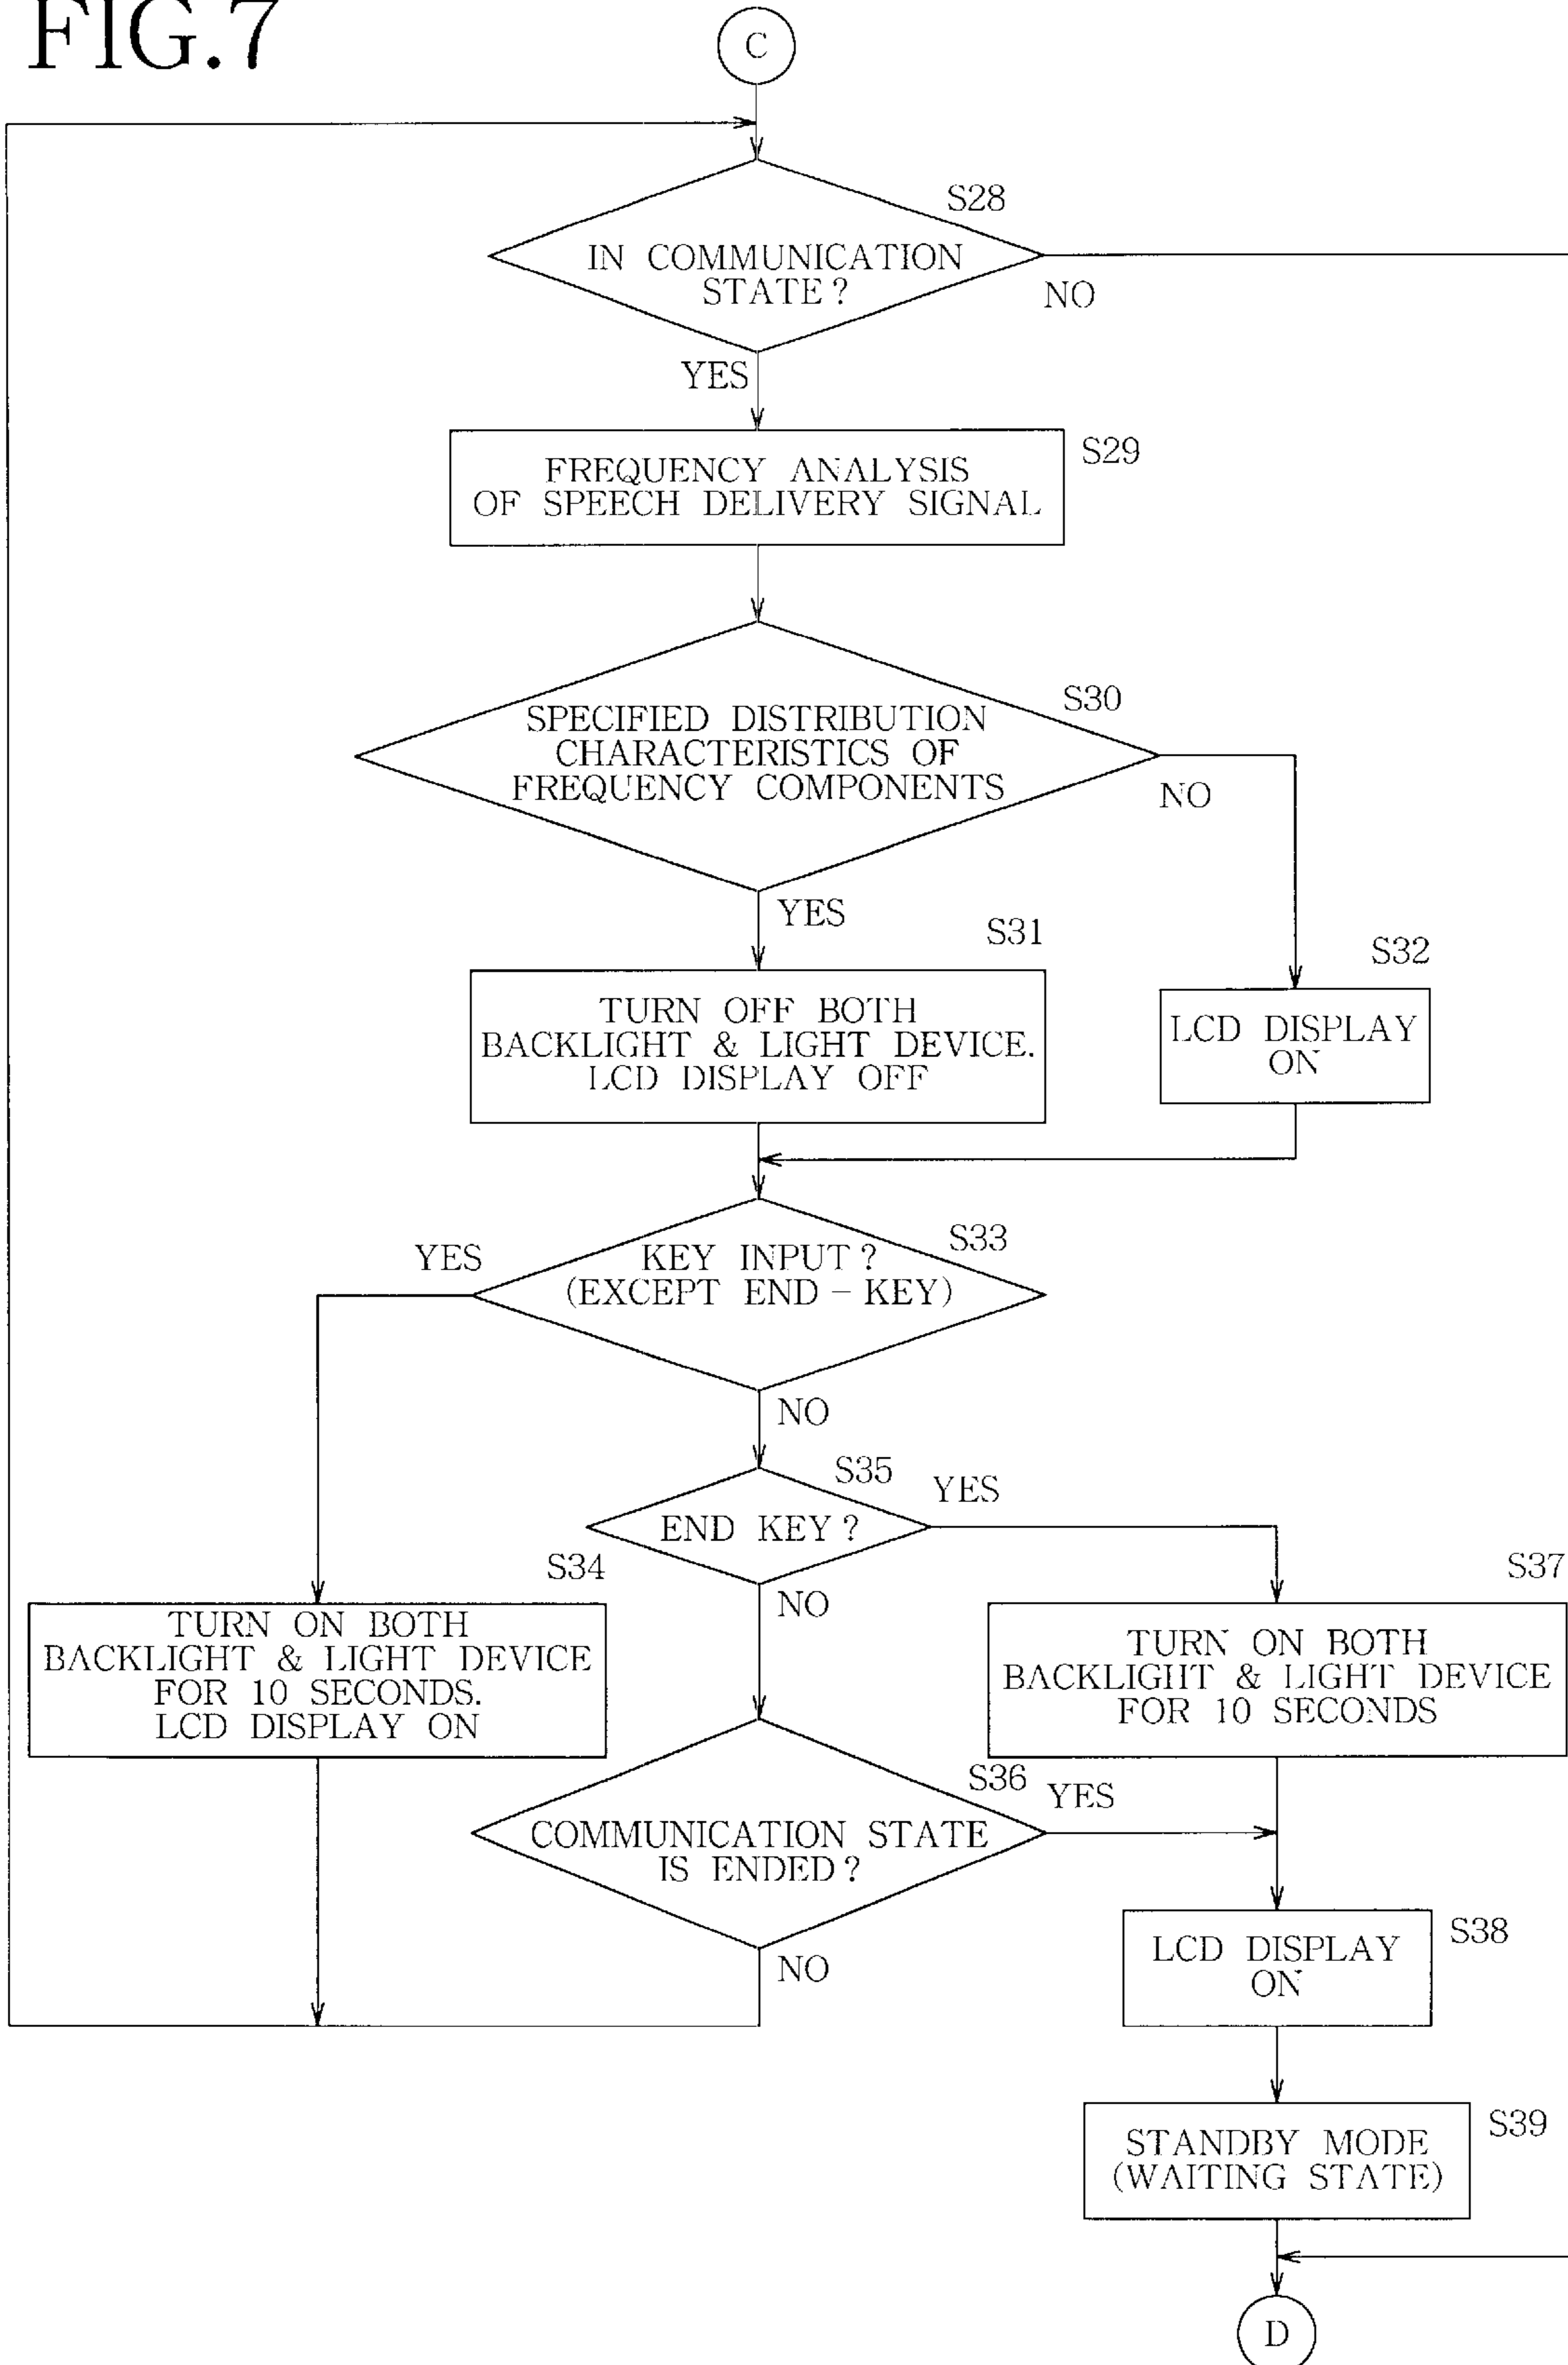 FIG.7
C
S28
IN COMMUNICATION
STATE?
NO
YES
S29
FREQUENCY ANALYSIS
OF SPEECH DELIVERY SIGNAL
S30
SPECIFIED DISTRIBUTION
CHARACTERISTICS OF
FREQUENCY COMPONENTS
NO
YES
S31
S32
TURN OFF BOTH
BACKLIGHT & LIGHT DEVICE.
LCD DISPLAY OFF
LCD DISPLAY
ON
S33
YES
KEY INPUT?
(EXCEPT END-KEY)
NO
S35
YES
END KEY?
S34
S37
NO
TURN ON BOTH
BACKLIGHT & LIGHT DEVICE
FOR 10 SECONDS.
LCD DISPLAY ON
TURN ON BOTH
BACKLIGHT & LIGHT DEVICE
FOR 10 SECONDS
S36
YES
COMMUNICATION STATE
IS ENDED?
NO
S38
LCD DISPLAY
ON
S39
STANDBY MODE
(WAITING STATE)
D